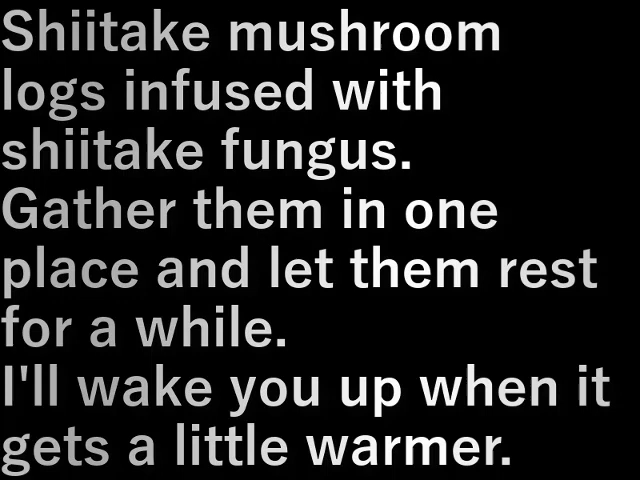 Shiitake mushroom
logs infused with
shiitake fungus.
Gather them in one
place and let them rest
for a while.
I'll wake you up when it
gets a little warmer.